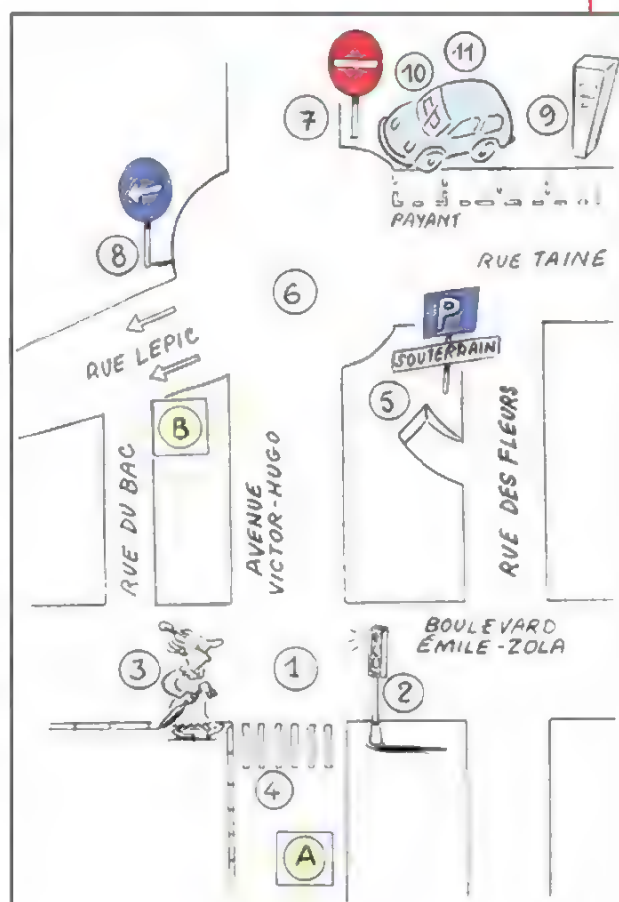 11
10
7
9
PAYANT
8
RUE TAINE
6
P
SOUTERRAIN
RUE LEPIC
5
B
RUE DU BAC
AVENUE
VICTOR-HUGO
RUE DES FLEURS
BOULEVARD
ÉMILE-ZOLA
3
1
2
4
A